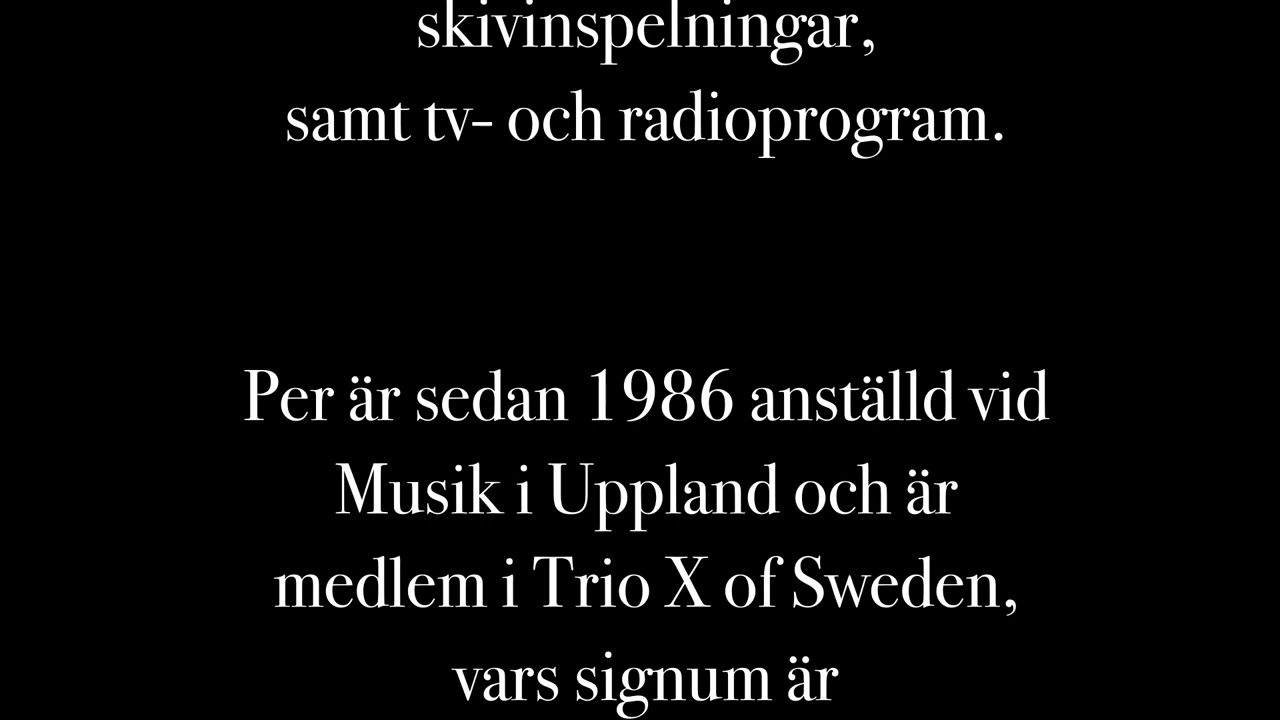 skivinspelningar,
samt tv- och radioprogram.
Per är sedan 1986 anställd vid
Musik i Uppland och är
medlem i Trio X of Sweden,
vars signum är